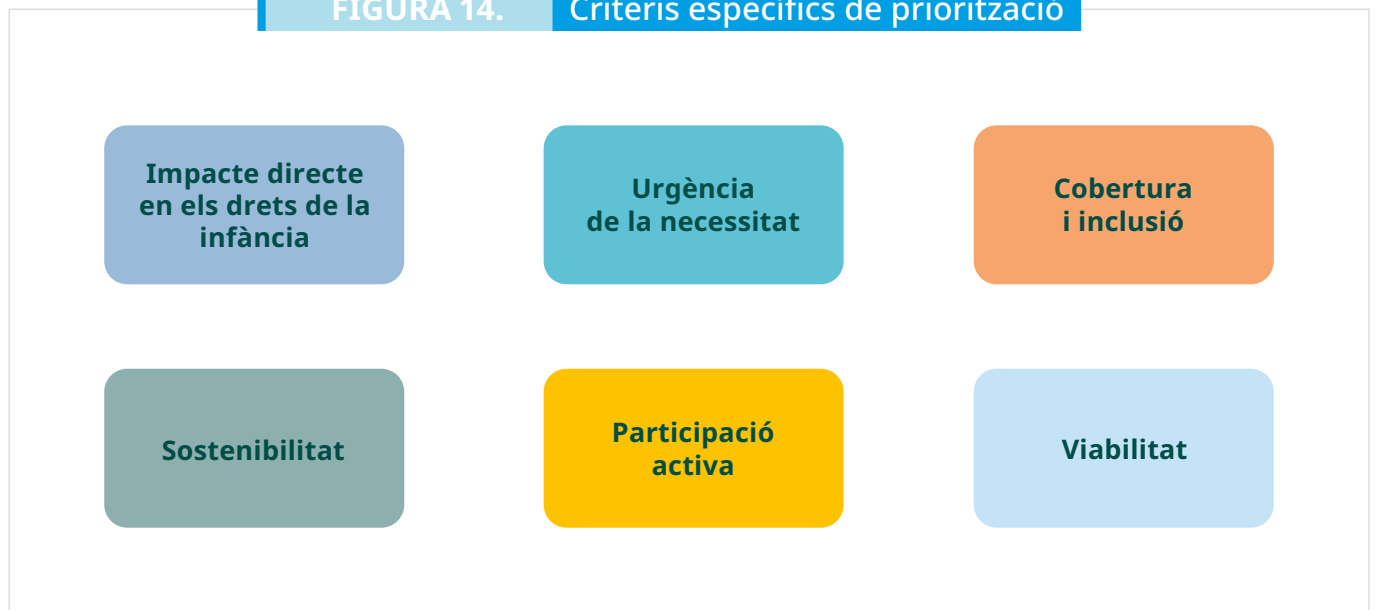 FIGURA 14. Criteris específics de priorització
Impacte directe
en els drets de la
infància
Urgència
de la necessitat
Cobertura
i inclusió
Sostenibilitat
Participació
activa
Viabilitat